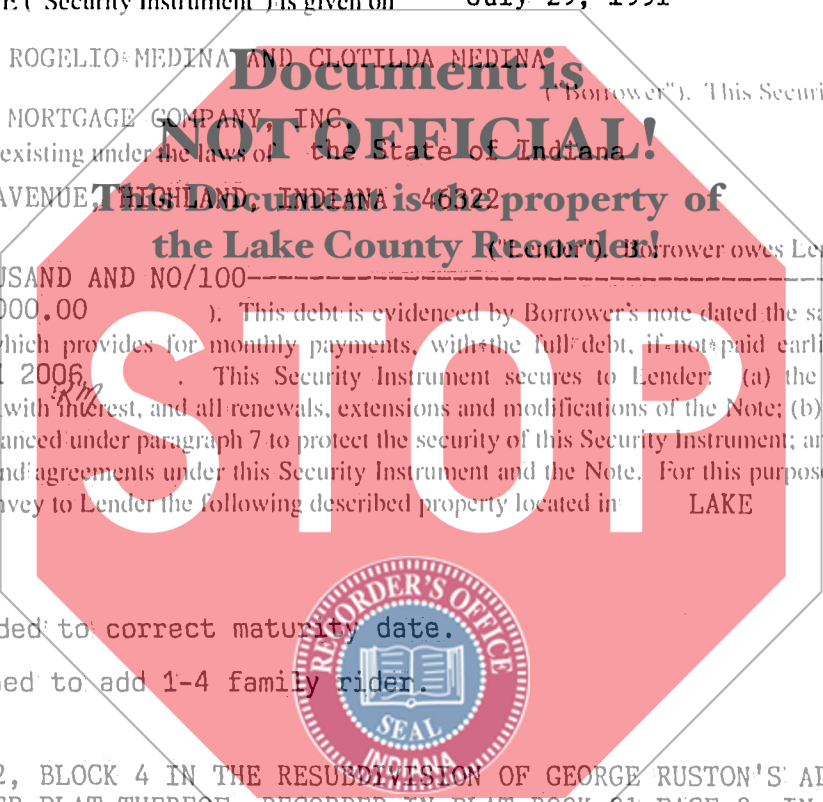 E ("Security Instrument") is given on July 29, 1991
ROGELIO MEDINA AND CLOTILDA MEDINA
Document is
("Borrower"). This Securi
MORTGAGE COMPANY, INC.
NOT OFFICIAL!
existing under the laws of the State of Indiana
AVENUE, HIGHLAND, INDIANA 46322
This Document is the property of
the Lake County Recorder!
("Lender"). Borrower owes Len
USAND AND NO/100
000.00 ). This debt is evidenced by Borrower's note dated the sa
which provides for monthly payments, with the full debt, if not paid earli
2006 . This Security Instrument secures to Lender: (a) the
RM
with interest, and all renewals, extensions and modifications of the Note; (b)
anced under paragraph 7 to protect the security of this Security Instrument; an
nd agreements under this Security Instrument and the Note. For this purpose
nvey to Lender the following described property located in LAKE
STOP
ded to correct maturity date.
ned to add 1-4 family rider.
RECORDER'S OFFICE
SEAL
INDIANA
2, BLOCK 4 IN THE RESUBDIVISION OF GEORGE RUSTON'S AD